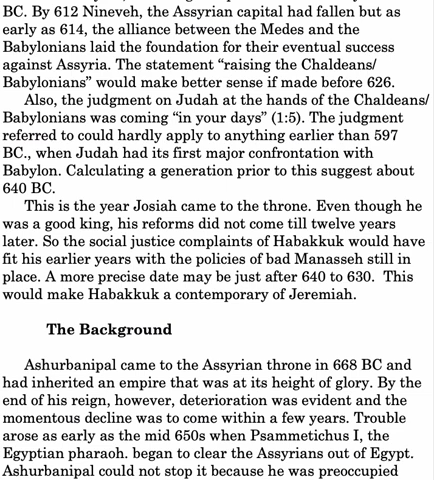 BC. By 612 Nineveh, the Assyrian capital had fallen but as
early as 614, the alliance between the Medes and the
Babylonians laid the foundation for their eventual success
against Assyria. The statement “raising the Chaldeans/
Babylonians” would make better sense if made before 626.
Also, the judgment on Judah at the hands of the Chaldeans/
Babylonians was coming “in your days” (1:5). The judgment
referred to could hardly apply to anything earlier than 597
BC., when Judah had its first major confrontation with
Babylon. Calculating a generation prior to this suggest about
640 BC.
This is the year Josiah came to the throne. Even though he
was a good king, his reforms did not come till twelve years
later. So the social justice complaints of Habakkuk would have
fit his earlier years with the policies of bad Manasseh still in
place. A more precise date may be just after 640 to 630. This
would make Habakkuk a contemporary of Jeremiah.
The Background
Ashurbanipal came to the Assyrian throne in 668 BC and
had inherited an empire that was at its height of glory. By the
end of his reign, however, deterioration was evident and the
momentous decline was to come within a few years. Trouble
arose as early as the mid 650s when Psammetichus I, the
Egyptian pharaoh. began to clear the Assyrians out of Egypt.
Ashurbanipal could not stop it because he was preoccupied